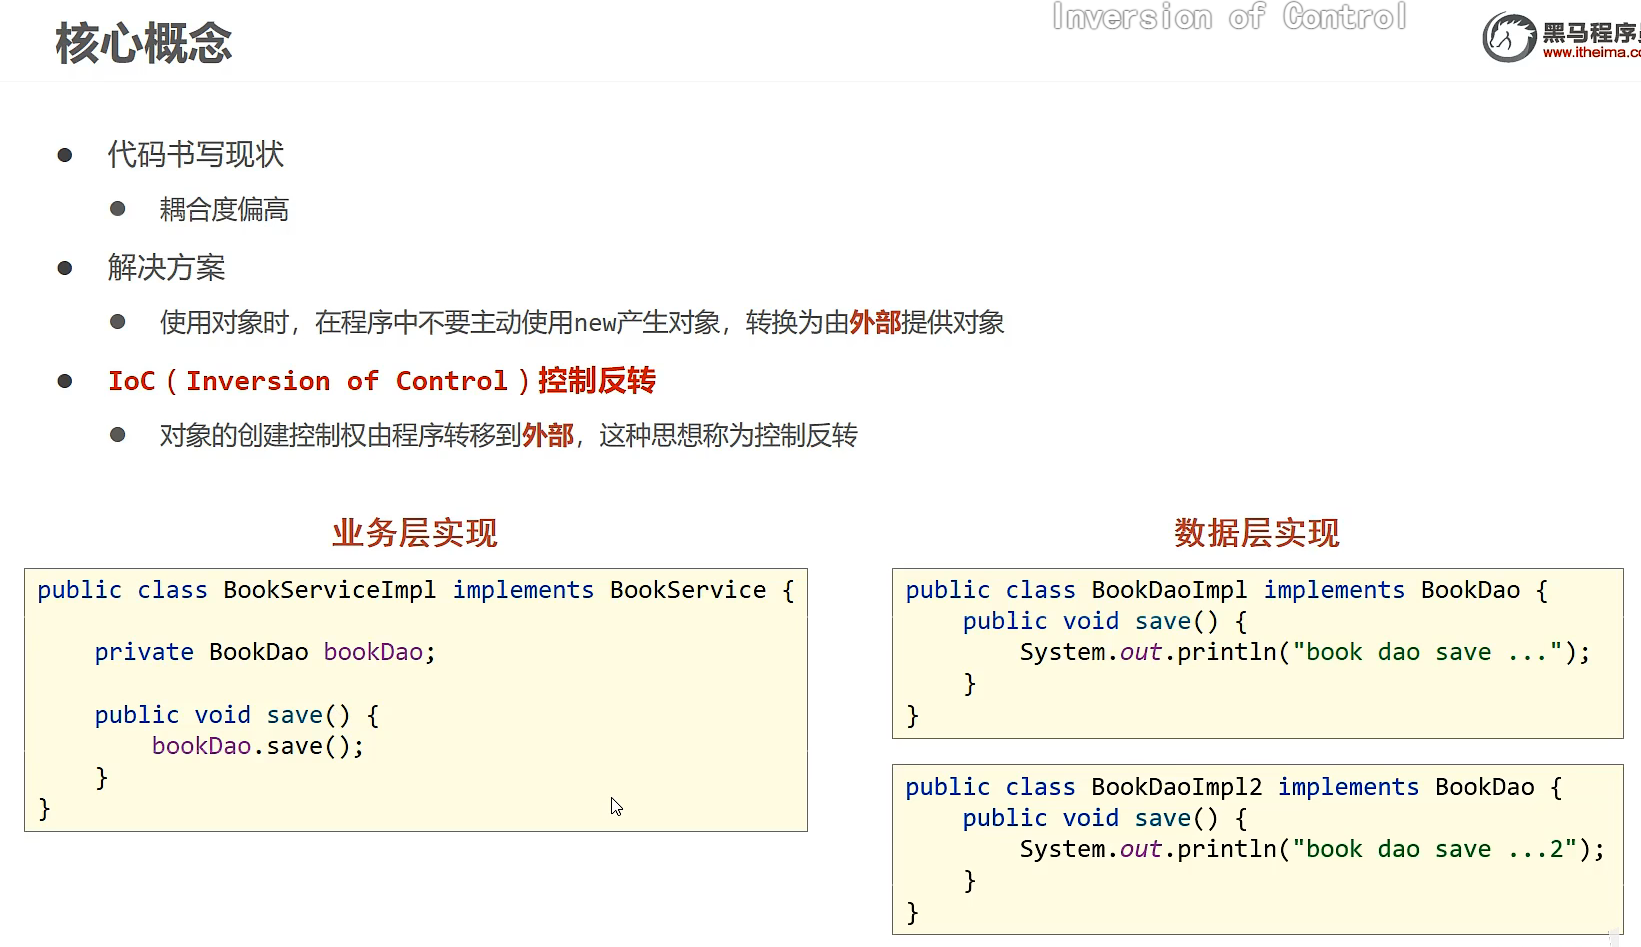 Inversion of Control
核心概念
黑马程序员
www.itheima.co
代码书写现状
耦合度偏高
解决方案
使用对象时，在程序中不要主动使用new产生对象，转换为由外部提供对象
IoC（Inversion of Control）控制反转
对象的创建控制权由程序转移到外部，这种思想称为控制反转
业务层实现
public class BookServiceImpl implements BookService {
private BookDao bookDao;
public void save() {
bookDao.save();
}
}
数据层实现
public class BookDaoImpl implements BookDao {
public void save() {
System.out.println("book dao save ...");
}
}
public class BookDaoImpl2 implements BookDao {
public void save() {
System.out.println("book dao save ...2");
}
}